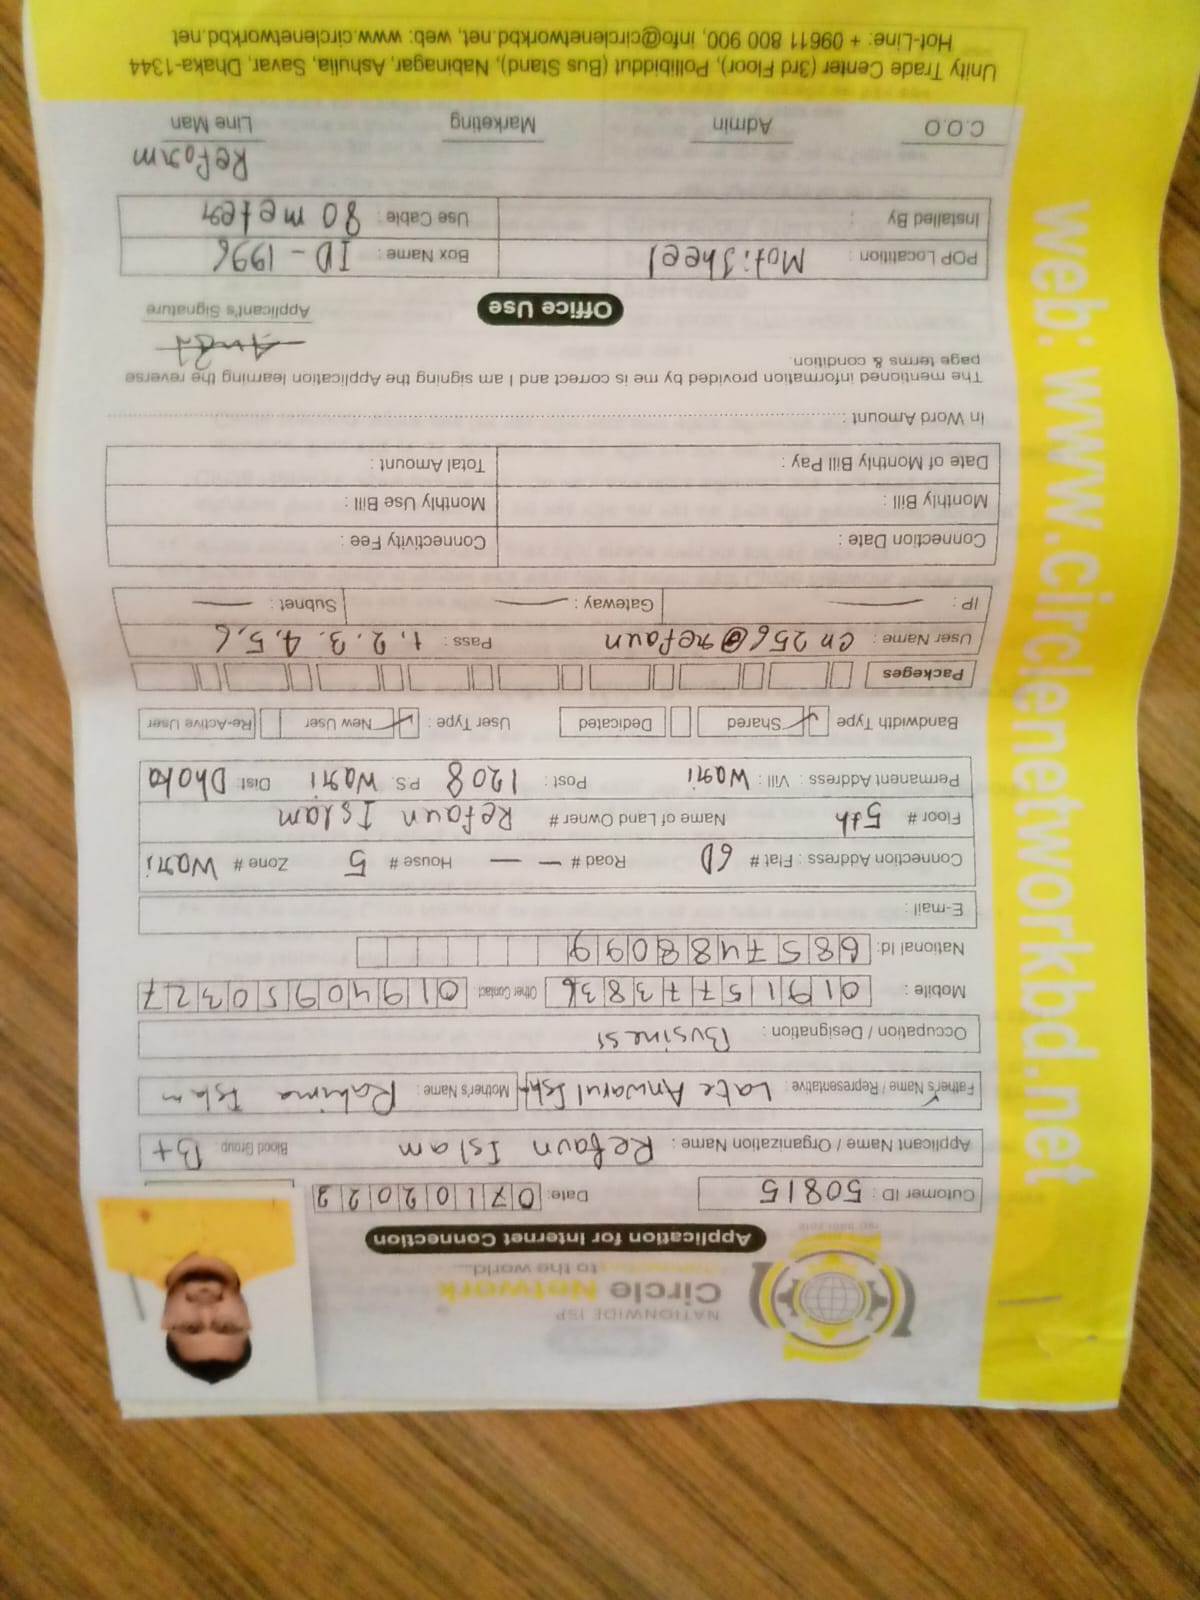 NATIONWIDE ISP
Circle Network
to the world...
Application for Internet Connection
Cutomer ID : 50815 Date: 07102022
Applicant Name / Organization Name : Refaun Islam Blood Group : B+
Father's Name / Representative : Late Anwarul Islam Mother's Name : Rahima Islam
Occupation / Designation : Business
Mobile : 01911577383 Other Contact : 01940950327
National Id: 6857488099
E-mail :
Connection Address : Flat # 6D Road # — — House # 5 Zone # Wari
Floor # 5th Name of Land Owner # Refaun Islam
Permanent Address : Vill : Wari Post : 1208 P.S. Wari Dist. Dhaka
Bandwidth Type ✓ Shared Dedicated User Type : ✓ New User Re-Active User
Packeges
User Name : cn256@refaun Pass : 1.2.3.4.5.6
IP : — Gateway : — Subnet : —
Connection Date : Connectivity Fee :
Monthly Bill : Monthly Use Bill :
Date of Monthly Bill Pay : Total Amount :
In Word Amount :
The mentioned information provided by me is correct and I am signing the Application learning the reverse
page terms & condition.
Applicant's Signature
Office Use
POP Locatition : Motijheel Box Name : ID - 1996
Installed By : Use Cable : 80 meter
Reform
C.O.O Admin Marketing Line Man
Unity Trade Center (3rd Floor), Pollibiddut (Bus Stand), Nabinagar, Ashulia, Savar, Dhaka-1344
Hot-Line: + 09611 800 900, info@circlenetworkbd.net, web: www.circlenetworkbd.net
web: www.circlenetworkbd.net